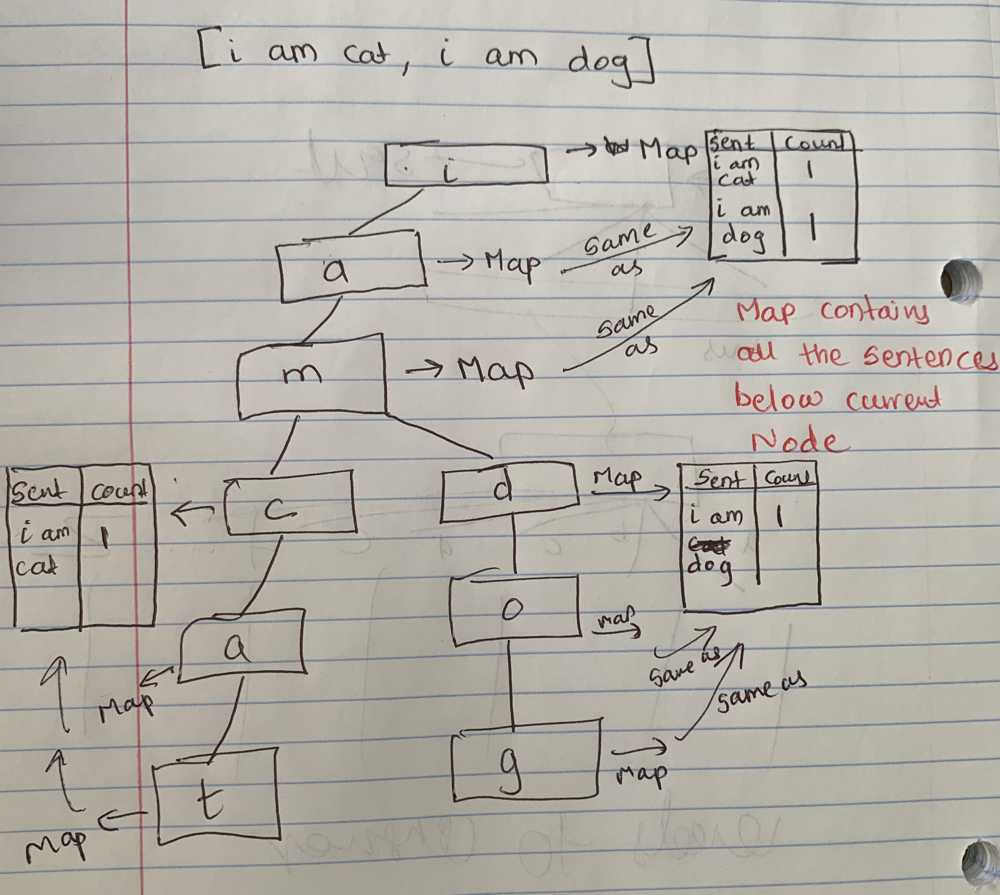 [i am cat, i am dog]
i
Map
Sent Count
i am
cat 1
i am
dog 1
a
Map
same
as
m
Map
same
as
Map contains
all the sentences
below current
Node
Sent Count
i am 1
cat
c
d
Map
Sent Count
i am 1
dog
a
Map
o
map
same as
same as
t
Map
g
map